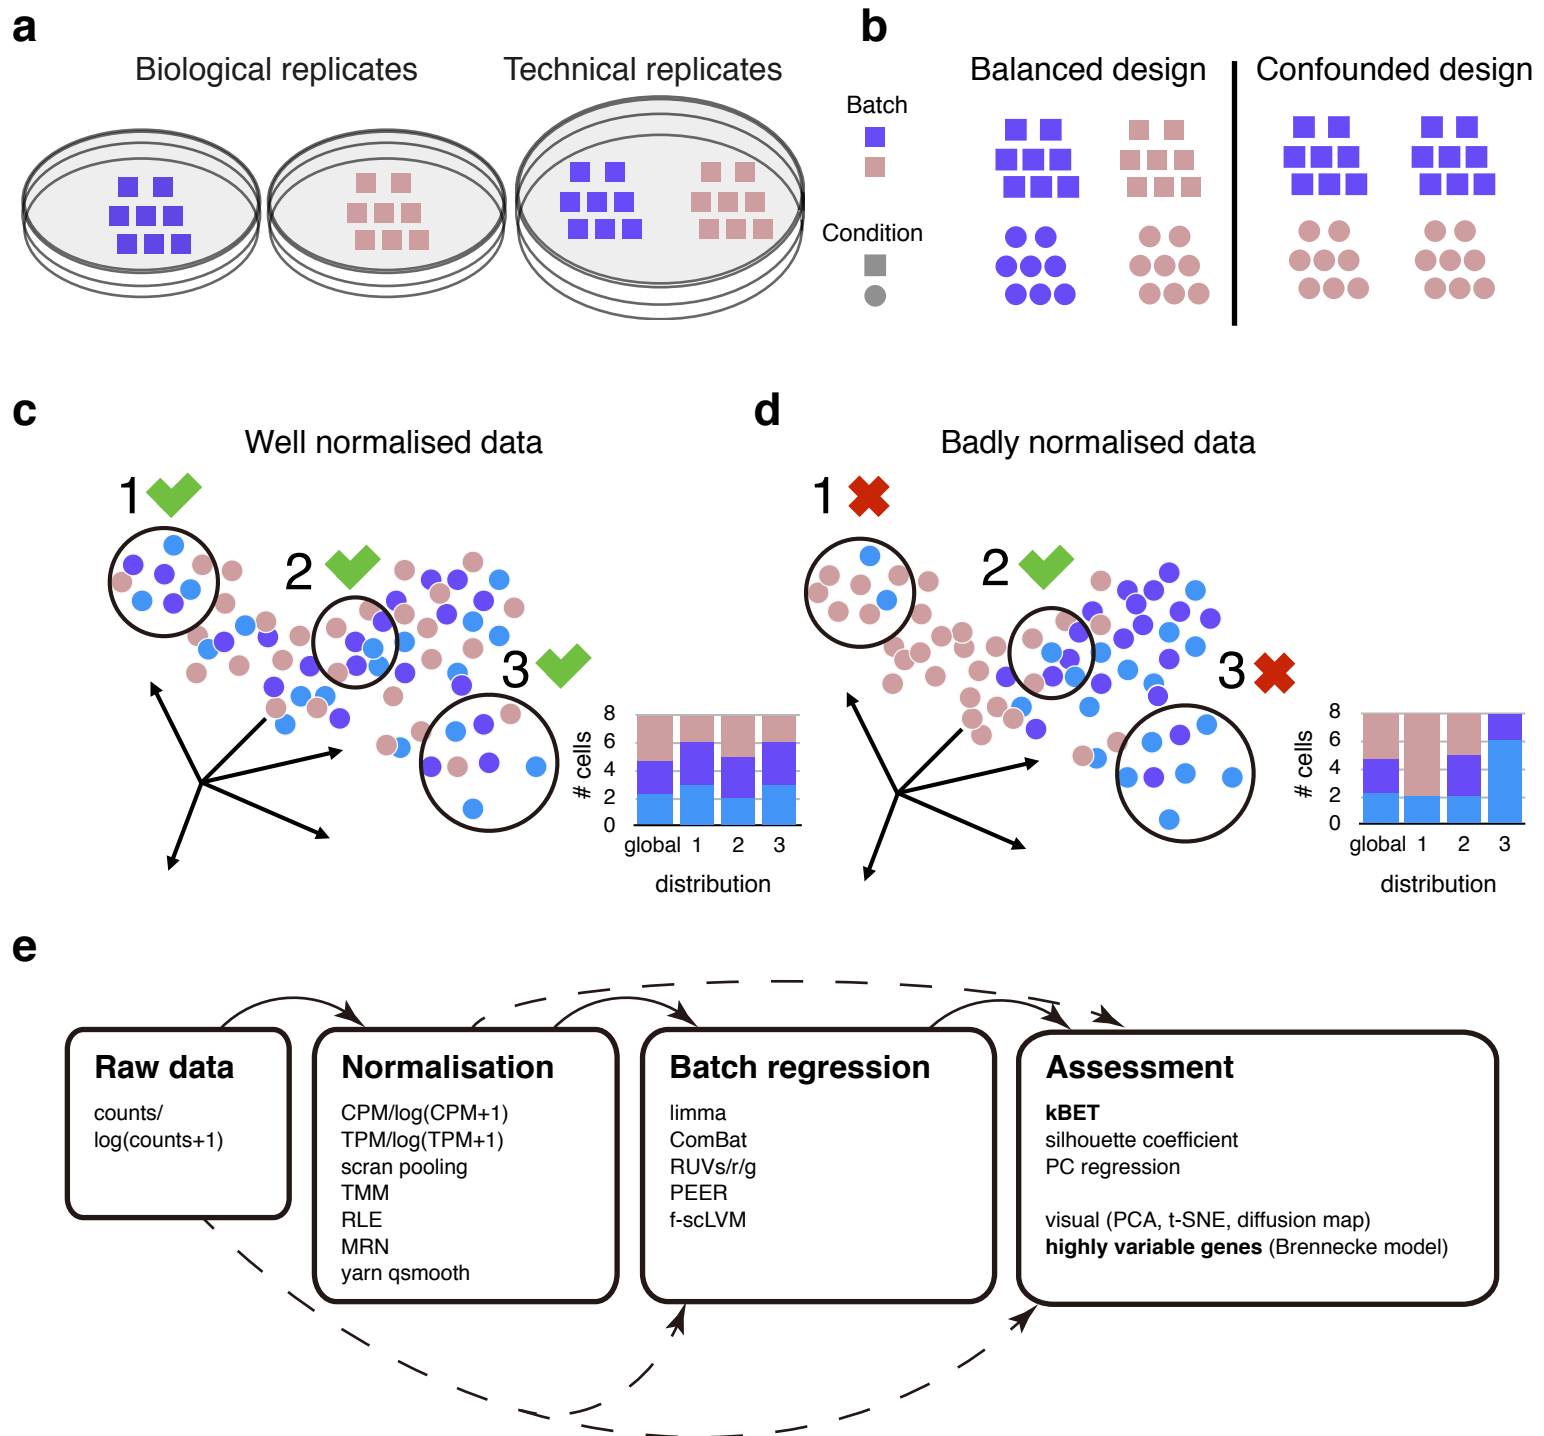 a
Biological replicates
Technical replicates
b
Batch
Condition
Balanced design
Confounded design
c
Well normalised data
1
2
3
8
6
4
2
0
# cells
global 1 2 3
distribution
d
Badly normalised data
1
2
3
8
6
4
2
0
# cells
global 1 2 3
distribution
e
Raw data
counts/
log(counts+1)
Normalisation
CPM/log(CPM+1)
TPM/log(TPM+1)
scran pooling
TMM
RLE
MRN
yarn qsmooth
Batch regression
limma
ComBat
RUVs/r/g
PEER
f-scLVM
Assessment
kBET
silhouette coefficient
PC regression
visual (PCA, t-SNE, diffusion map)
highly variable genes (Brennecke model)